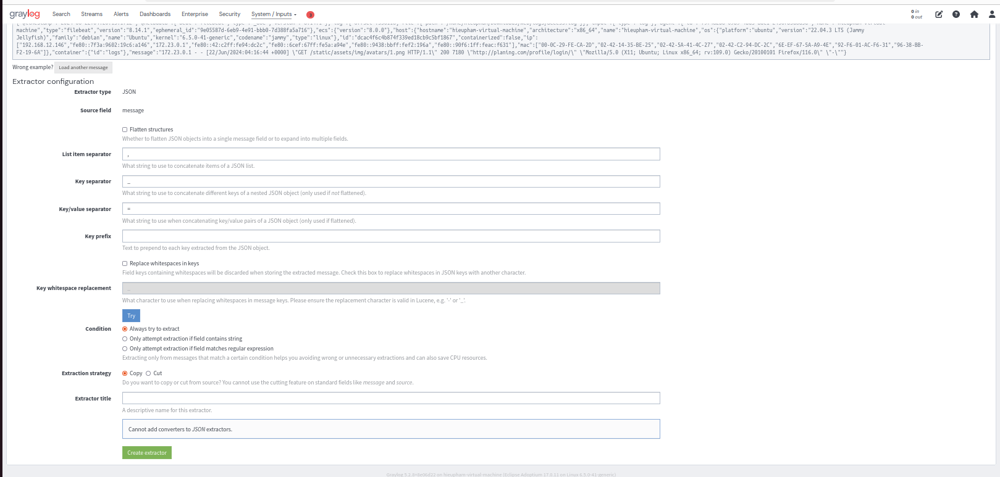 graylog Search Streams Alerts Dashboards Enterprise Security System / Inputs 3 0 in
0 out
machine","type":"filebeat","version":"8.14.1","ephemeral_id":"9e05587d-6eb9-4e91-bbb0-7d388fa5a716"},"ecs":{"version":"8.0.0"},"host":{"hostname":"hieupham-virtual-machine","architecture":"x86_64","name":"hieupham-virtual-machine","os":{"platform":"ubuntu","version":"22.04.3 LTS (Jammy
Jellyfish)","family":"debian","name":"Ubuntu","kernel":"6.5.0-41-generic","codename":"jammy","type":"linux"},"id":"dcac4f6c4b874f339ed18cb9c5bf1867","containerized":false,"ip":
["192.168.12.146","fe80::7f3a:9602:19c6:a146","172.23.0.1","fe80::42:c2ff:fe94:dc2c","fe80::6cef:67ff:fe5a:a94e","fe80::9438:bbff:fef2:196a","fe80::90f6:1ff:feac:f631"],"mac":["00-0C-29-FE-CA-2D","02-42-14-35-BE-25","02-42-5A-41-4C-27","02-42-C2-94-DC-2C","6E-EF-67-5A-A9-4E","92-F6-01-AC-F6-31","96-38-BB-
F2-19-6A"]},"container":{"id":"logs"},"message":"172.23.0.1 - - [22/Jun/2024:04:16:44 +0000] \"GET /static/assets/img/avatars/1.png HTTP/1.1\" 200 7180 \"http://planing.com/profile/login/\" \"Mozilla/5.0 (X11; Ubuntu; Linux x86_64; rv:109.0) Gecko/20100101 Firefox/116.0\" \"-\""}
Wrong example? Load another message
Extractor configuration
Extractor type JSON
Source field message
Flatten structures
Whether to flatten JSON objects into a single message field or to expand into multiple fields.
List item separator ,
What string to use to concatenate items of a JSON list.
Key separator _
What string to use to concatenate different keys of a nested JSON object (only used if not flattened).
Key/value separator =
What string to use when concatenating key/value pairs of a JSON object (only used if flattened).
Key prefix
Text to prepend to each key extracted from the JSON object.
Replace whitespaces in keys
Field keys containing whitespaces will be discarded when storing the extracted message. Check this box to replace whitespaces in JSON keys with another character.
Key whitespace replacement _
What character to use when replacing whitespaces in message keys. Please ensure the replacement character is valid in Lucene, e.g. '-' or '_'.
Try
Condition Always try to extract
Only attempt extraction if field contains string
Only attempt extraction if field matches regular expression
Extracting only from messages that match a certain condition helps you avoiding wrong or unnecessary extractions and can also save CPU resources.
Extraction strategy Copy Cut
Do you want to copy or cut from source? You cannot use the cutting feature on standard fields like message and source.
Extractor title
A descriptive name for this extractor.
Cannot add converters to JSON extractors.
Create extractor
Graylog 5.2.8+8e06d22 on hieupham-virtual-machine (Eclipse Adoptium 17.0.11 on Linux 6.5.0-41-generic)